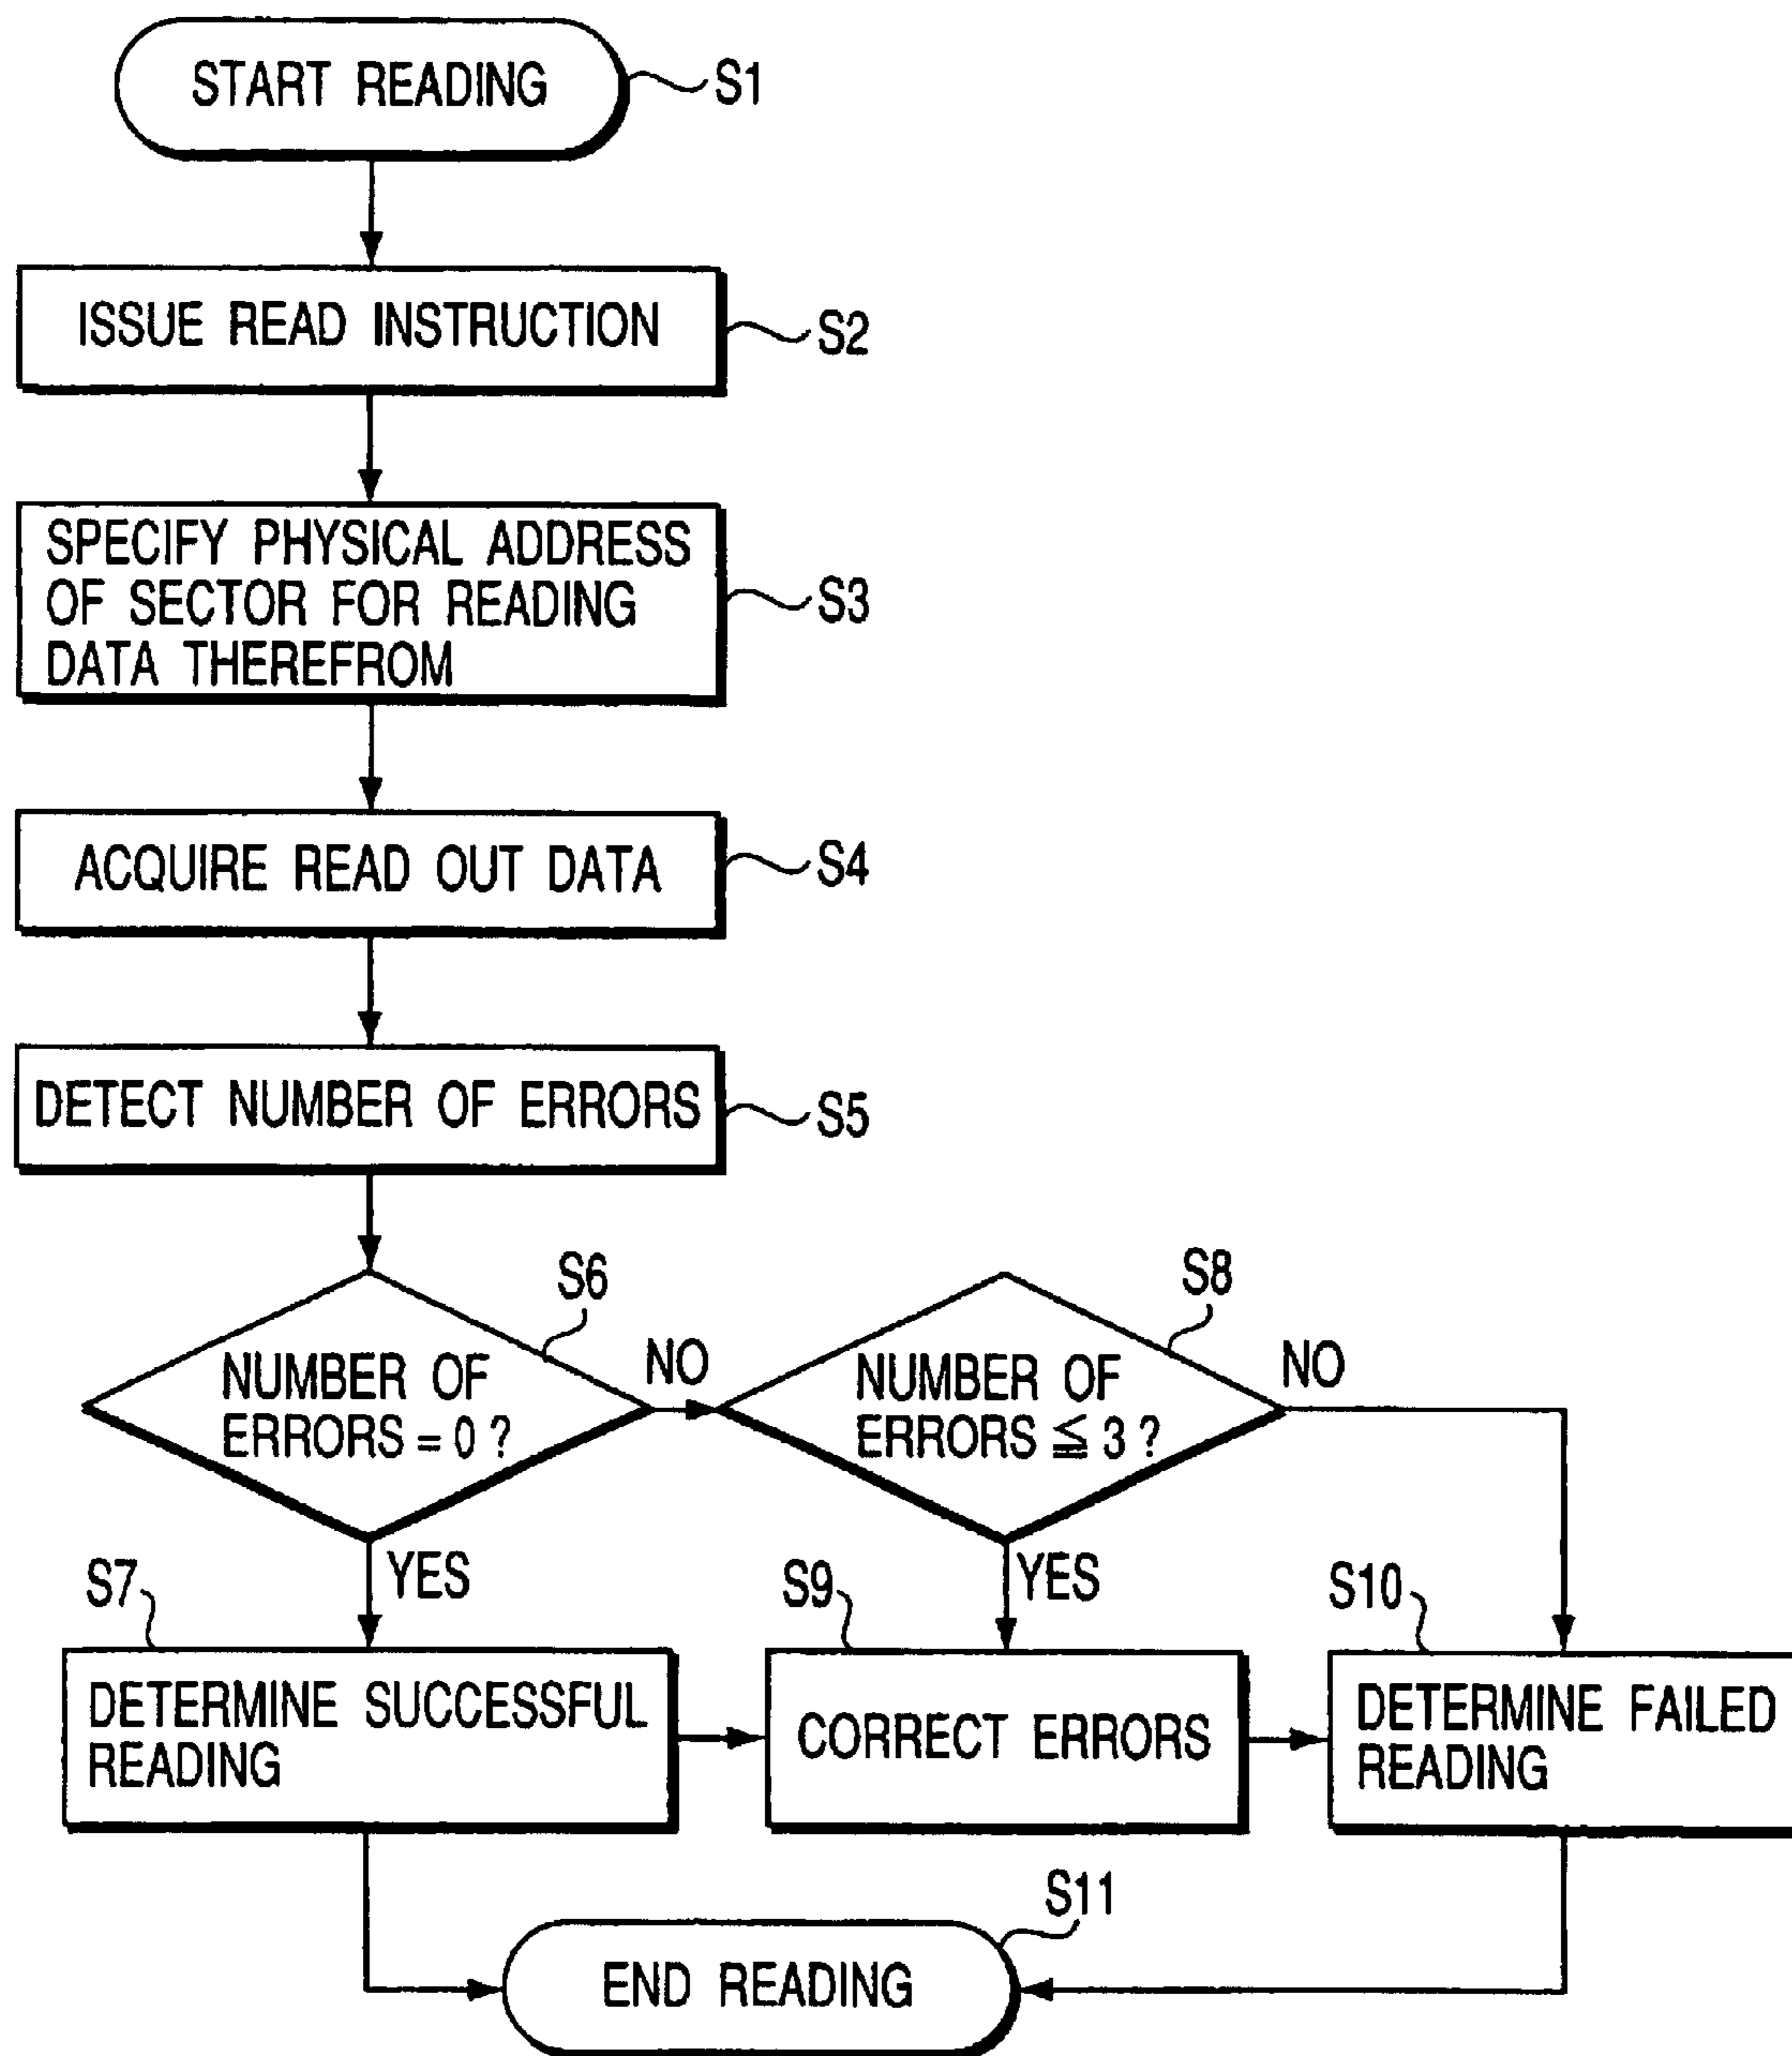 START READING
S1
ISSUE READ INSTRUCTION
S2
SPECIFY PHYSICAL ADDRESS
OF SECTOR FOR READING
DATA THEREFROM
S3
ACQUIRE READ OUT DATA
S4
DETECT NUMBER OF ERRORS
S5
S6
NUMBER OF
ERRORS = 0 ?
NO
YES
S8
NUMBER OF
ERRORS ≦ 3 ?
NO
YES
S7
DETERMINE SUCCESSFUL
READING
S9
CORRECT ERRORS
S10
DETERMINE FAILED
READING
S11
END READING